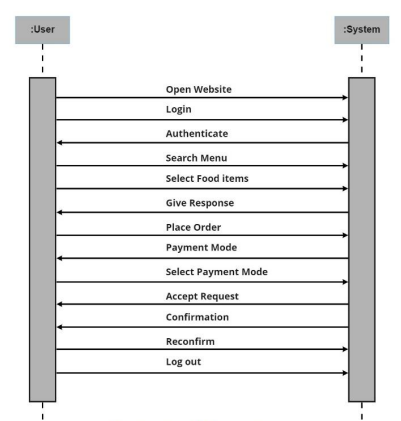 :User
:System
Open Website
Login
Authenticate
Search Menu
Select Food items
Give Response
Place Order
Payment Mode
Select Payment Mode
Accept Request
Confirmation
Reconfirm
Log out